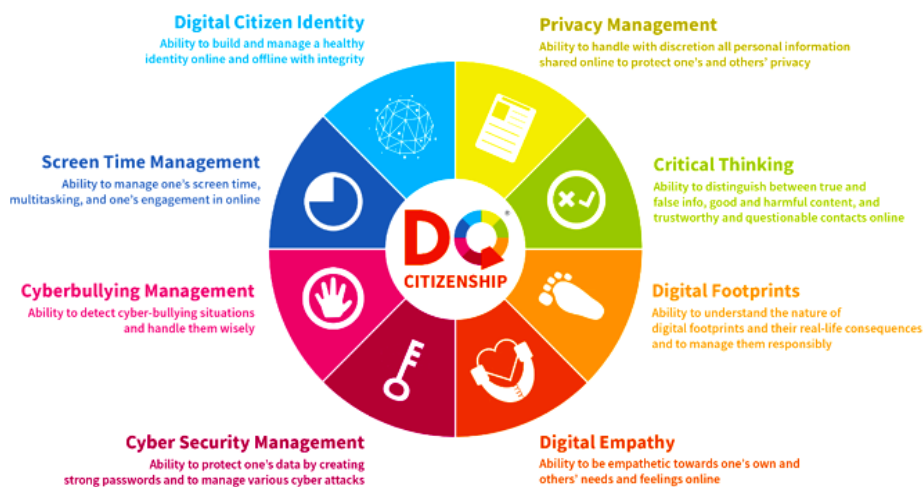 Digital Citizen Identity
Ability to build and manage a healthy
identity online and offline with integrity
Privacy Management
Ability to handle with discretion all personal information
shared online to protect one's and others' privacy
Screen Time Management
Ability to manage one's screen time,
multitasking, and one's engagement in online
Critical Thinking
Ability to distinguish between true and
false info, good and harmful content, and
trustworthy and questionable contacts online
DQ®
CITIZENSHIP
Cyberbullying Management
Ability to detect cyber-bullying situations
and handle them wisely
Digital Footprints
Ability to understand the nature of
digital footprints and their real-life consequences
and to manage them responsibly
Cyber Security Management
Ability to protect one's data by creating
strong passwords and to manage various cyber attacks
Digital Empathy
Ability to be empathetic towards one's own and
others' needs and feelings online